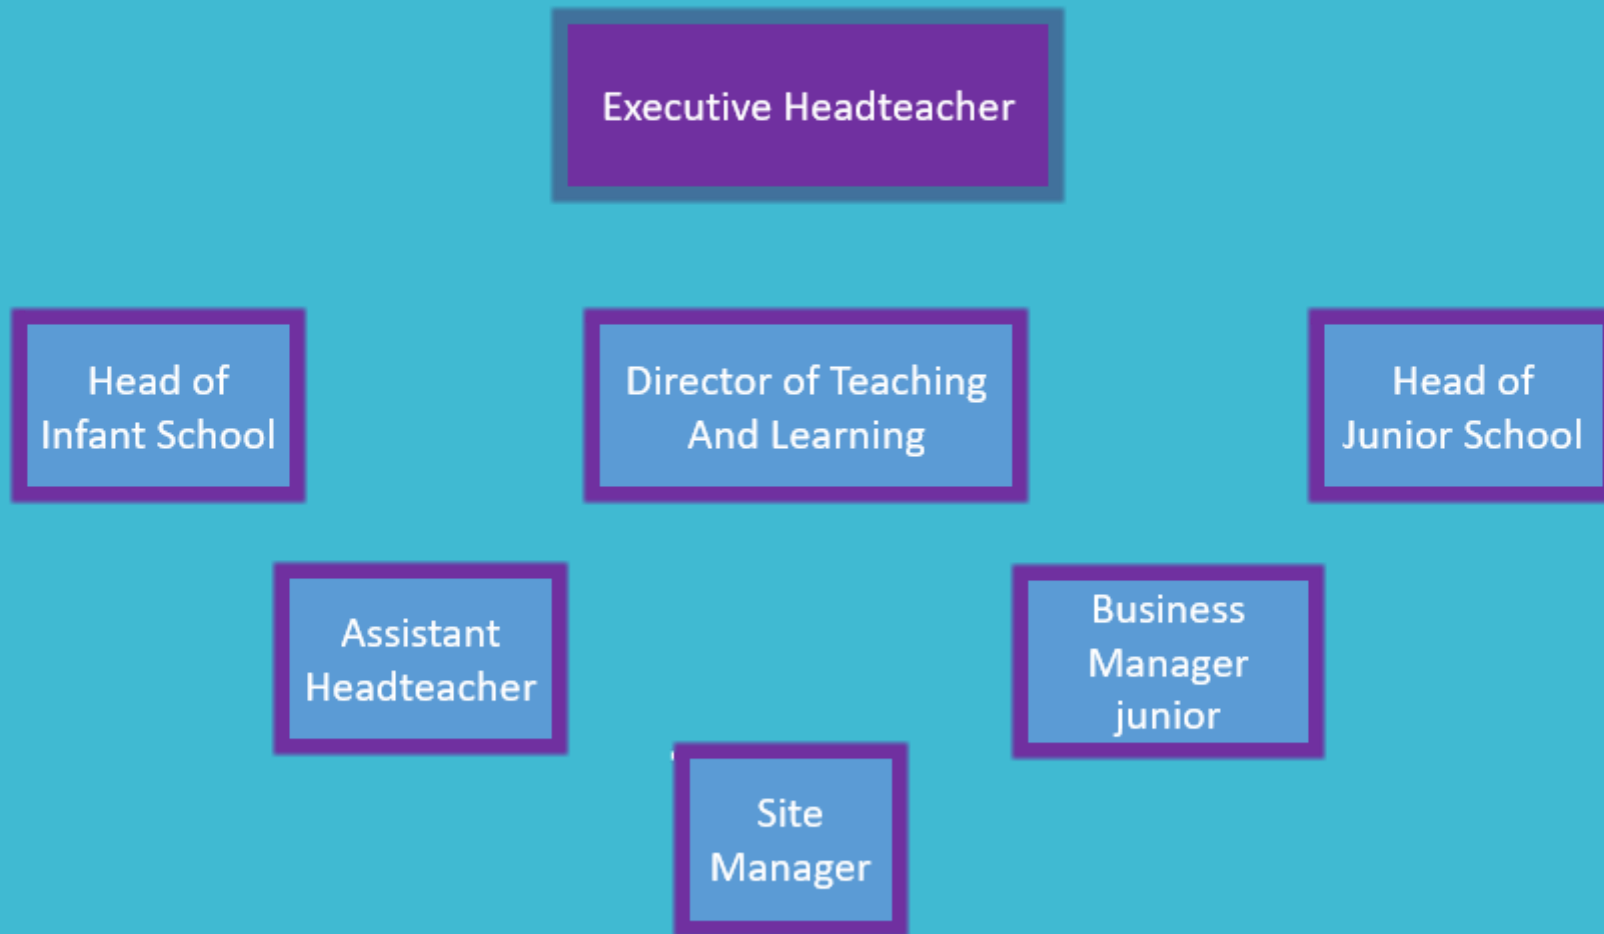 Executive Headteacher
Head of
Infant School
Director of Teaching
And Learning
Head of
Junior School
Assistant
Headteacher
Business
Manager
junior
Site
Manager